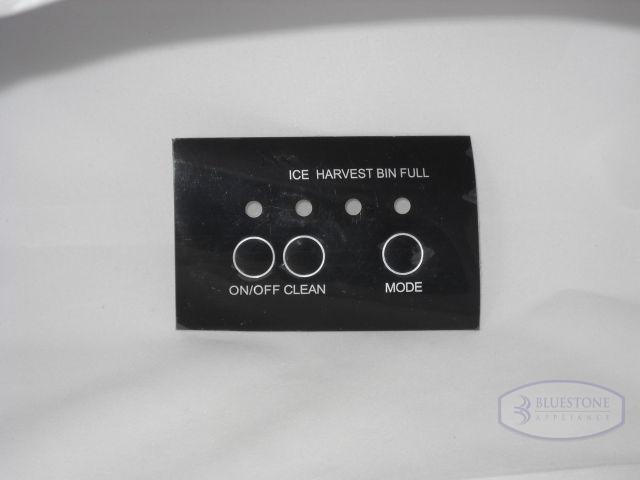 ICE HARVEST BIN FULL
ON/OFF CLEAN MODE
BLUESTONE
APPLIANCE